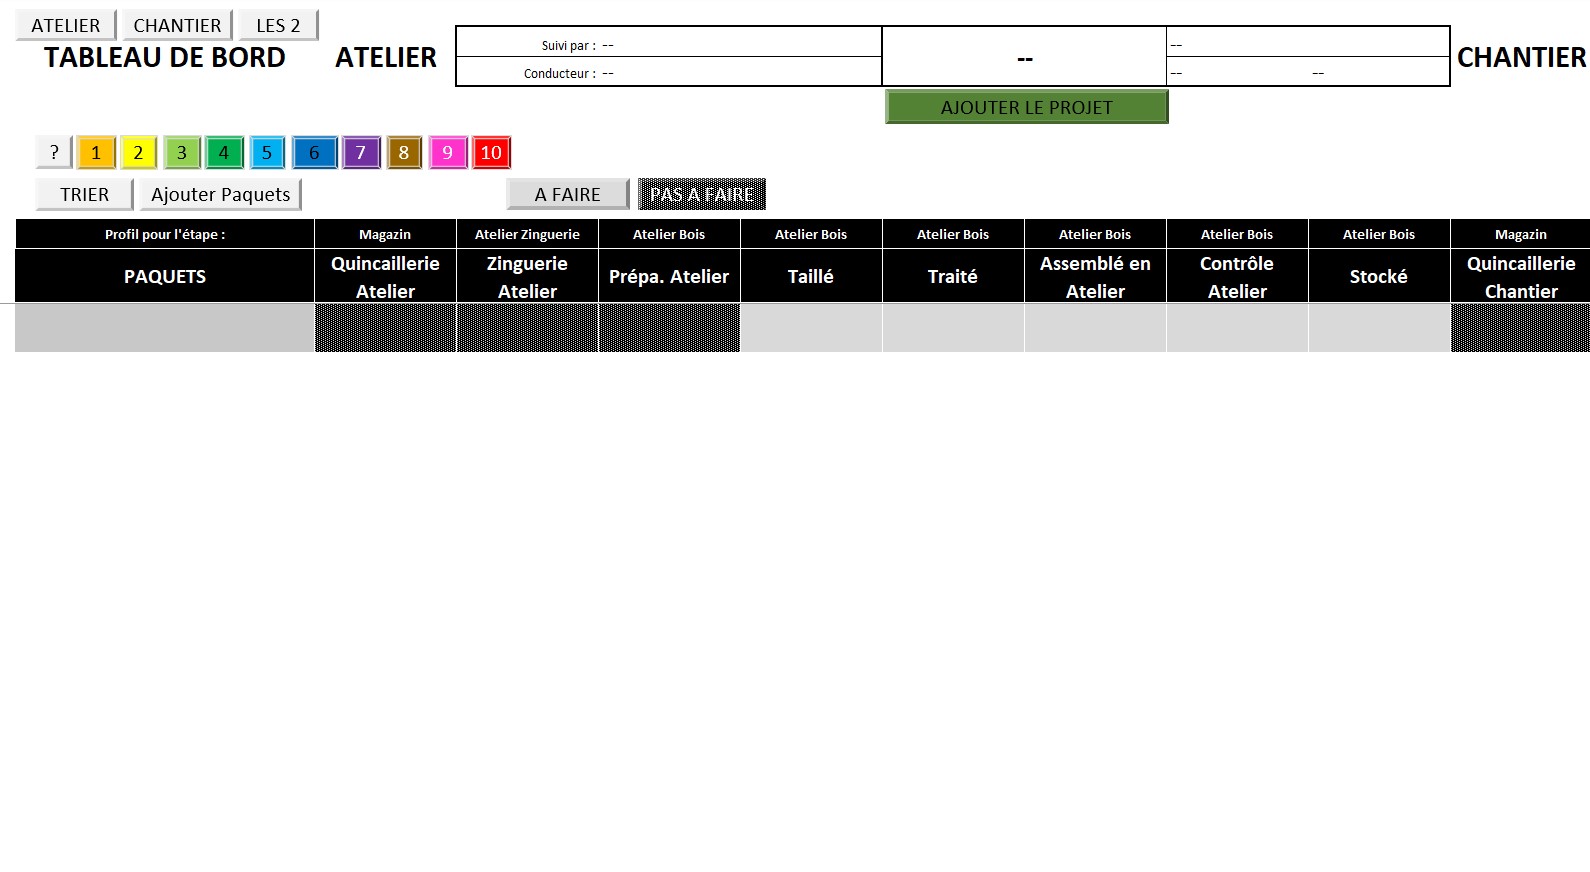 ATELIER CHANTIER LES 2
TABLEAU DE BORD ATELIER
Suivi par : --
Conducteur : --
--
--
-- --
CHANTIER
AJOUTER LE PROJET
? 1 2 3 4 5 6 7 8 9 10
TRIER Ajouter Paquets A FAIRE PAS A FAIRE
Profil pour l'étape : Magazin Atelier Zinguerie Atelier Bois Atelier Bois Atelier Bois Atelier Bois Atelier Bois Atelier Bois Magazin
PAQUETS
Quincaillerie
Atelier
Zinguerie
Atelier
Prépa. Atelier
Taillé
Traité
Assemblé en
Atelier
Contrôle
Atelier
Stocké
Quincaillerie
Chantier